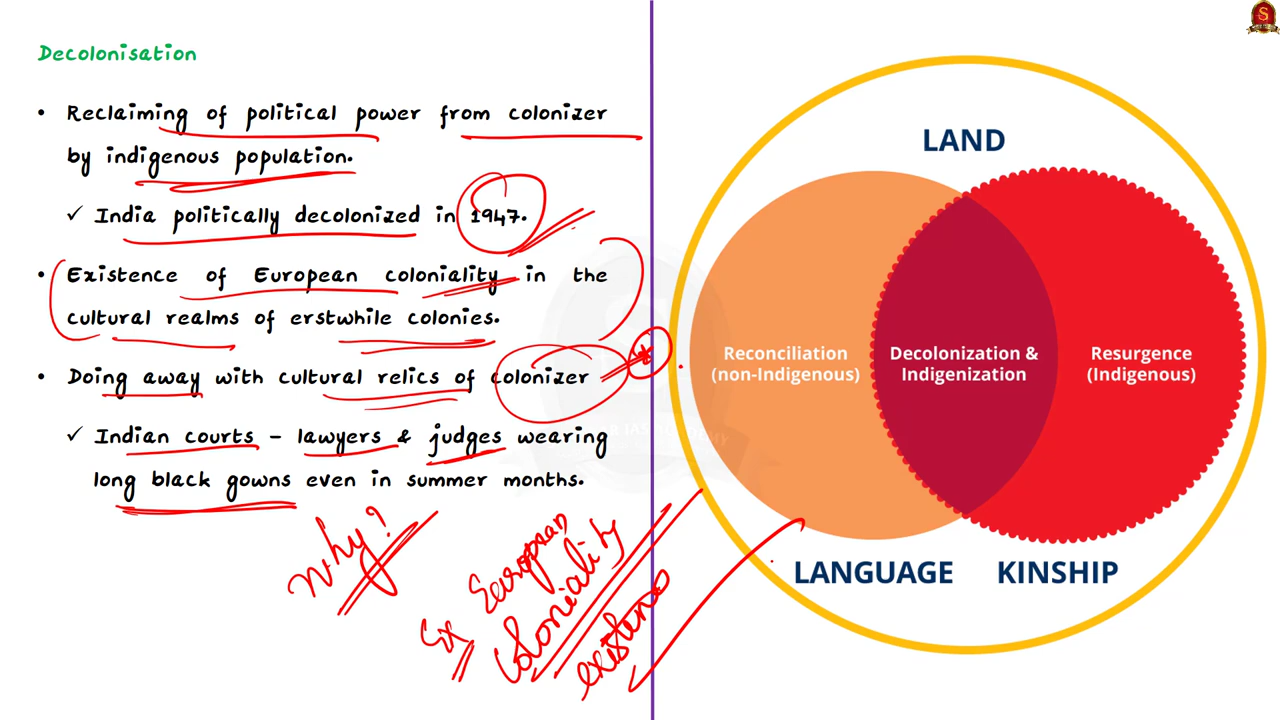 Decolonisation
• Reclaiming of political power from colonizer
by indigenous population.
✓ India politically decolonized in 1947.
• Existence of European coloniality in the
cultural realms of erstwhile colonies.
• Doing away with cultural relics of colonizer
✓ Indian courts - lawyers & judges wearing
long black gowns even in summer months.
Why?
Ex
European
Coloniality
existence
S
LAND
Reconciliation
(non-Indigenous)
Decolonization &
Indigenization
Resurgence
(Indigenous)
LANGUAGE
KINSHIP